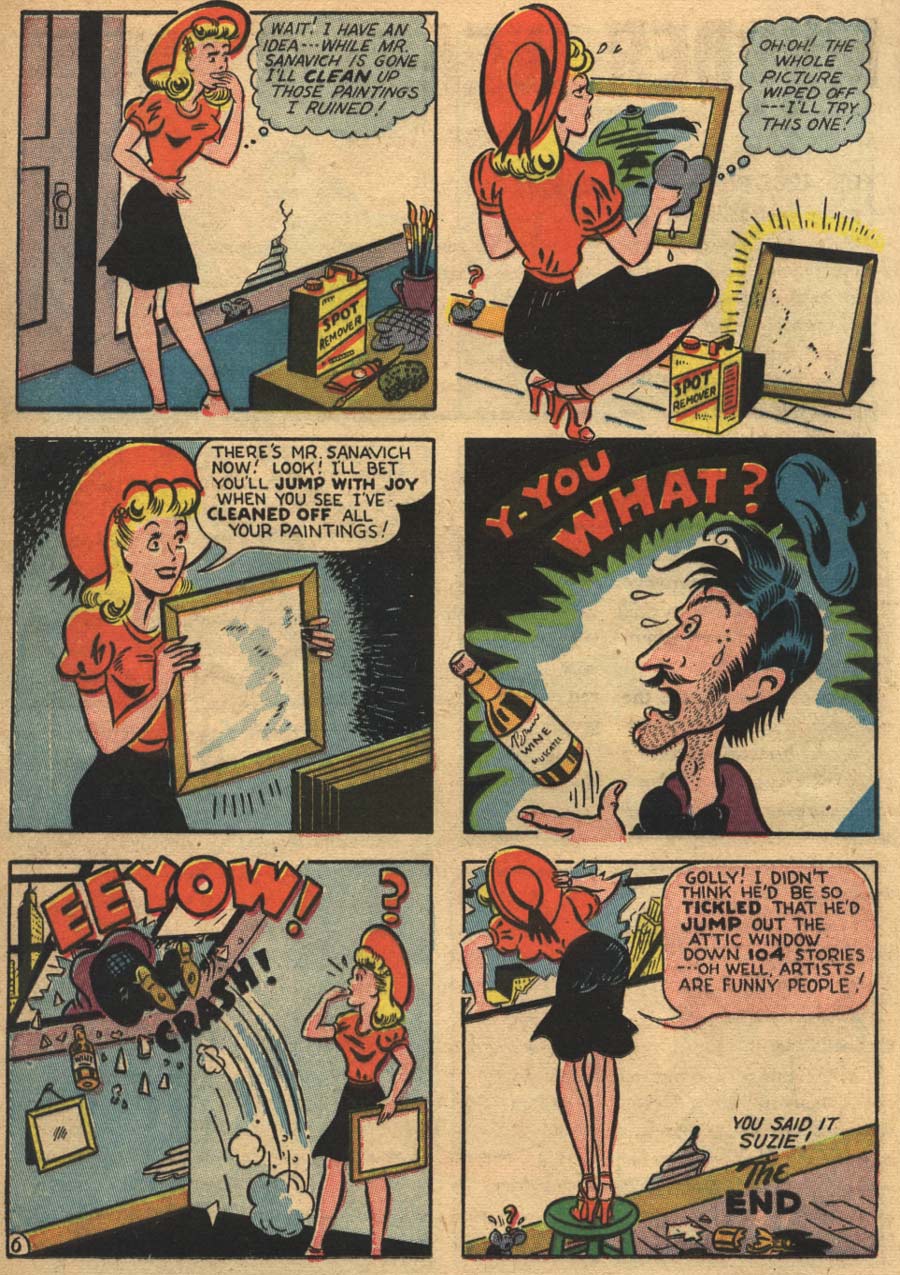 WAIT! I HAVE AN
IDEA---WHILE MR.
SANAVICH IS GONE
I'LL CLEAN UP
THOSE PAINTINGS
I RUINED!
SPOT
REMOVER
OH-OH! THE
WHOLE
PICTURE
WIPED OFF
---I'LL TRY
THIS ONE!
?
SPOT
REMOVER
THERE'S MR. SANAVICH
NOW! LOOK! I'LL BET
YOU'LL JUMP WITH JOY
WHEN YOU SEE I'VE
CLEANED OFF ALL
YOUR PAINTINGS!
Y-YOU
WHAT?
WINE
MUSCATEL
EEYOW!
?
CRASH!
WINE
6
GOLLY! I DIDN'T
THINK HE'D BE SO
TICKLED THAT HE'D
JUMP OUT THE
ATTIC WINDOW
DOWN 104 STORIES
---OH WELL, ARTISTS
ARE FUNNY PEOPLE!
YOU SAID IT
SUZIE!
The
END
?